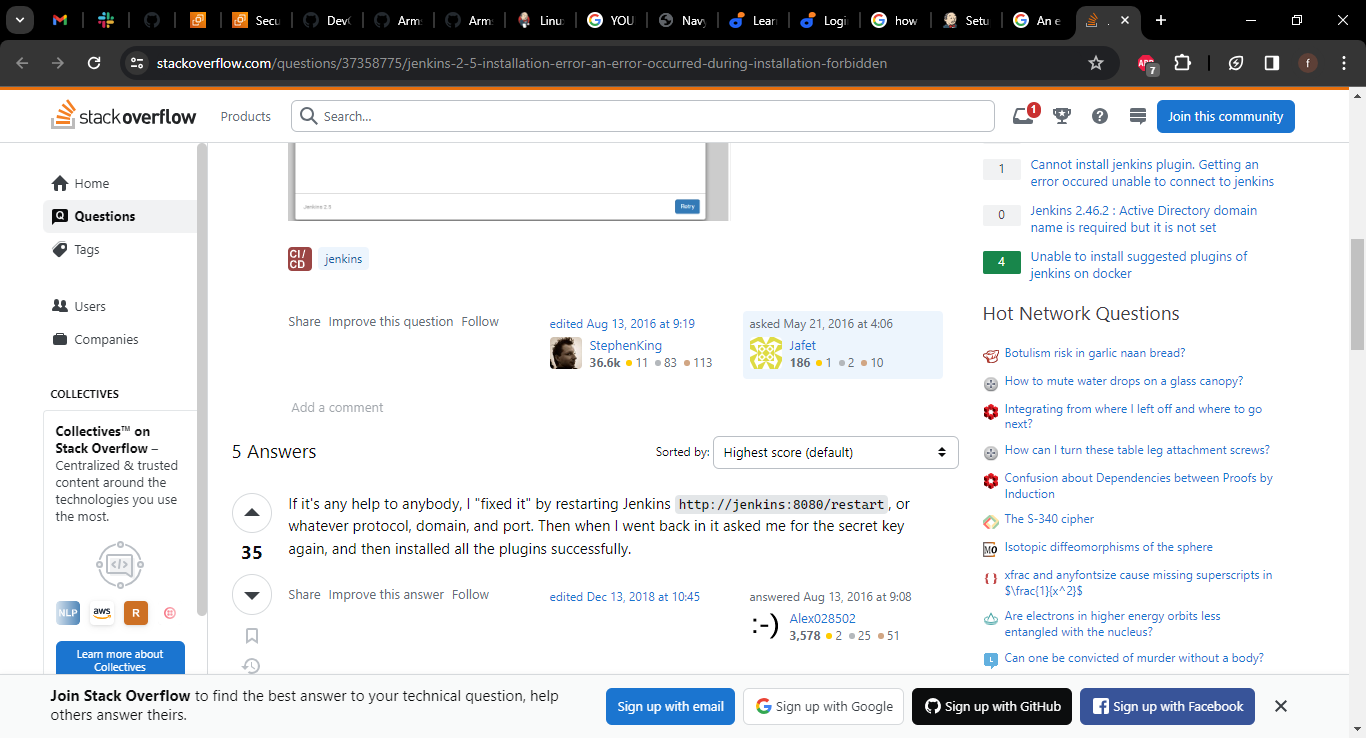 Secu
Dev
Arm
Arm
Linu
YOU
Nav
Lear
Logi
how
Setu
An e
stackoverflow.com/questions/37358775/jenkins-2-5-installation-error-an-error-occurred-during-installation-forbidden
7
f
stackoverflow
Products
Search...
1
Join this community
Home
Questions
Tags
Users
Companies
COLLECTIVES
Collectives™ on
Stack Overflow –
Centralized & trusted
content around the
technologies you use
the most.
NLP
aws
R
Learn more about
Collectives
Jenkins 2.5
Retry
CI/
CD
jenkins
Share Improve this question Follow
edited Aug 13, 2016 at 9:19
StephenKing
36.6k 11 83 113
asked May 21, 2016 at 4:06
Jafet
186 1 2 10
Add a comment
5 Answers
Sorted by:
Highest score (default)
35
If it's any help to anybody, I "fixed it" by restarting Jenkins http://jenkins:8080/restart, or
whatever protocol, domain, and port. Then when I went back in it asked me for the secret key
again, and then installed all the plugins successfully.
Share Improve this answer Follow
edited Dec 13, 2018 at 10:45
answered Aug 13, 2016 at 9:08
:-)
Alex028502
3,578 2 25 51
1
Cannot install jenkins plugin. Getting an
error occured unable to connect to jenkins
0
Jenkins 2.46.2 : Active Directory domain
name is required but it is not set
4
Unable to install suggested plugins of
jenkins on docker
Hot Network Questions
Botulism risk in garlic naan bread?
How to mute water drops on a glass canopy?
Integrating from where I left off and where to go
next?
How can I turn these table leg attachment screws?
Confusion about Dependencies between Proofs by
Induction
The S-340 cipher
MO
Isotopic diffeomorphisms of the sphere
xfrac and anyfontsize cause missing superscripts in
$\frac{1}{x^2}$
Are electrons in higher energy orbits less
entangled with the nucleus?
Can one be convicted of murder without a body?
Join Stack Overflow to find the best answer to your technical question, help
others answer theirs.
Sign up with email
Sign up with Google
Sign up with GitHub
Sign up with Facebook